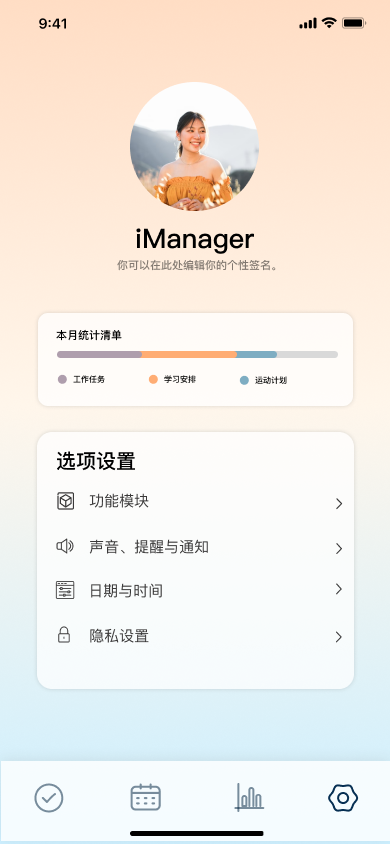 9:41
iManager
你可以在此处编辑你的个性签名。
本月统计清单
工作任务
学习安排
运动计划
选项设置
功能模块
声音、提醒与通知
日期与时间
隐私设置